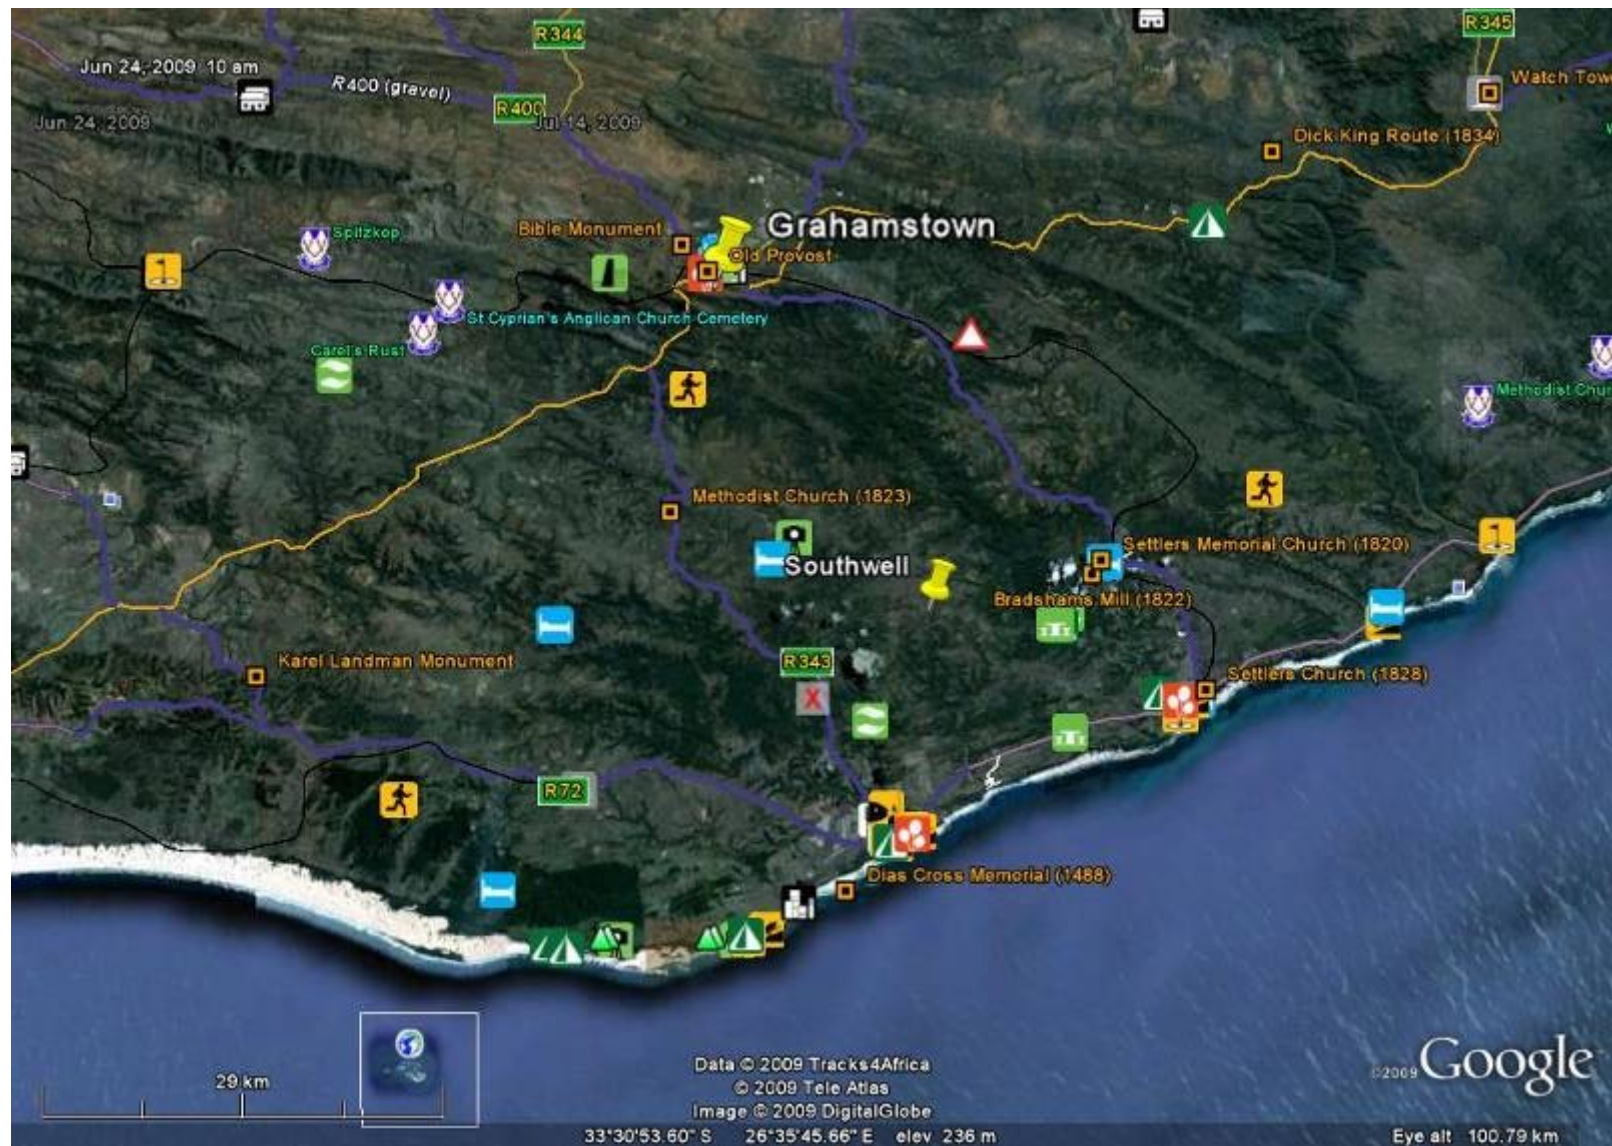 R344
R345
Jun 24, 2009 10 am
R400 (gravel)
R400
Jun 24, 2009
Jul 14, 2009
Watch Tow
Dick King Route (1834)
Spitzkop
Bible Monument
Grahamstown
Old Provost
St Cyprian's Anglican Church Cemetery
Carel's Rust
Methodist Chur
Methodist Church (1823)
Settlers Memorial Church (1820)
Southwell
Bradshams Mill (1822)
Karel Landman Monument
R343
X
Settlers Church (1828)
R72
Dias Cross Memorial (1488)
29 km
Data © 2009 Tracks4Africa
© 2009 Tele Atlas
Image © 2009 DigitalGlobe
©2009 Google
33°30'53.60" S 26°35'45.66" E elev 236 m
Eye alt 100.79 km